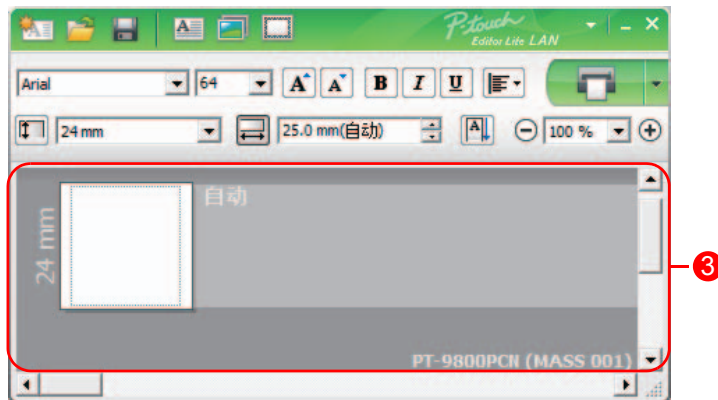 P-touch
Editor Lite LAN
Arial
64
A A B I U
24 mm
25.0 mm(自动)
A
100 %
自动
24 mm
3
PT-9800PCN (MASS 001)